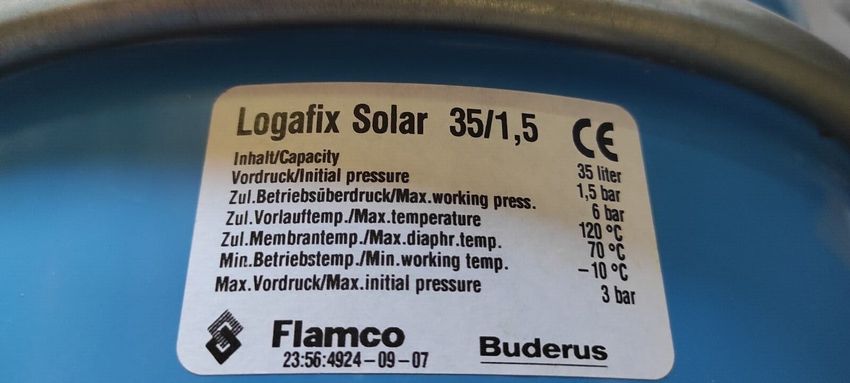 Logafix Solar 35/1,5 CE
Inhalt/Capacity 35 liter
Vordruck/Initial pressure 1,5 bar
Zul.Betriebsüberdruck/Max.working press. 6 bar
Zul.Vorlauftemp./Max.temperature 120 °C
Zul.Membrantemp./Max.diaphr.temp. 70 °C
Min.Betriebstemp./Min.working temp. -10 °C
Max.Vordruck/Max.initial pressure 3 bar
Flamco Buderus
23:56:4924-09-07